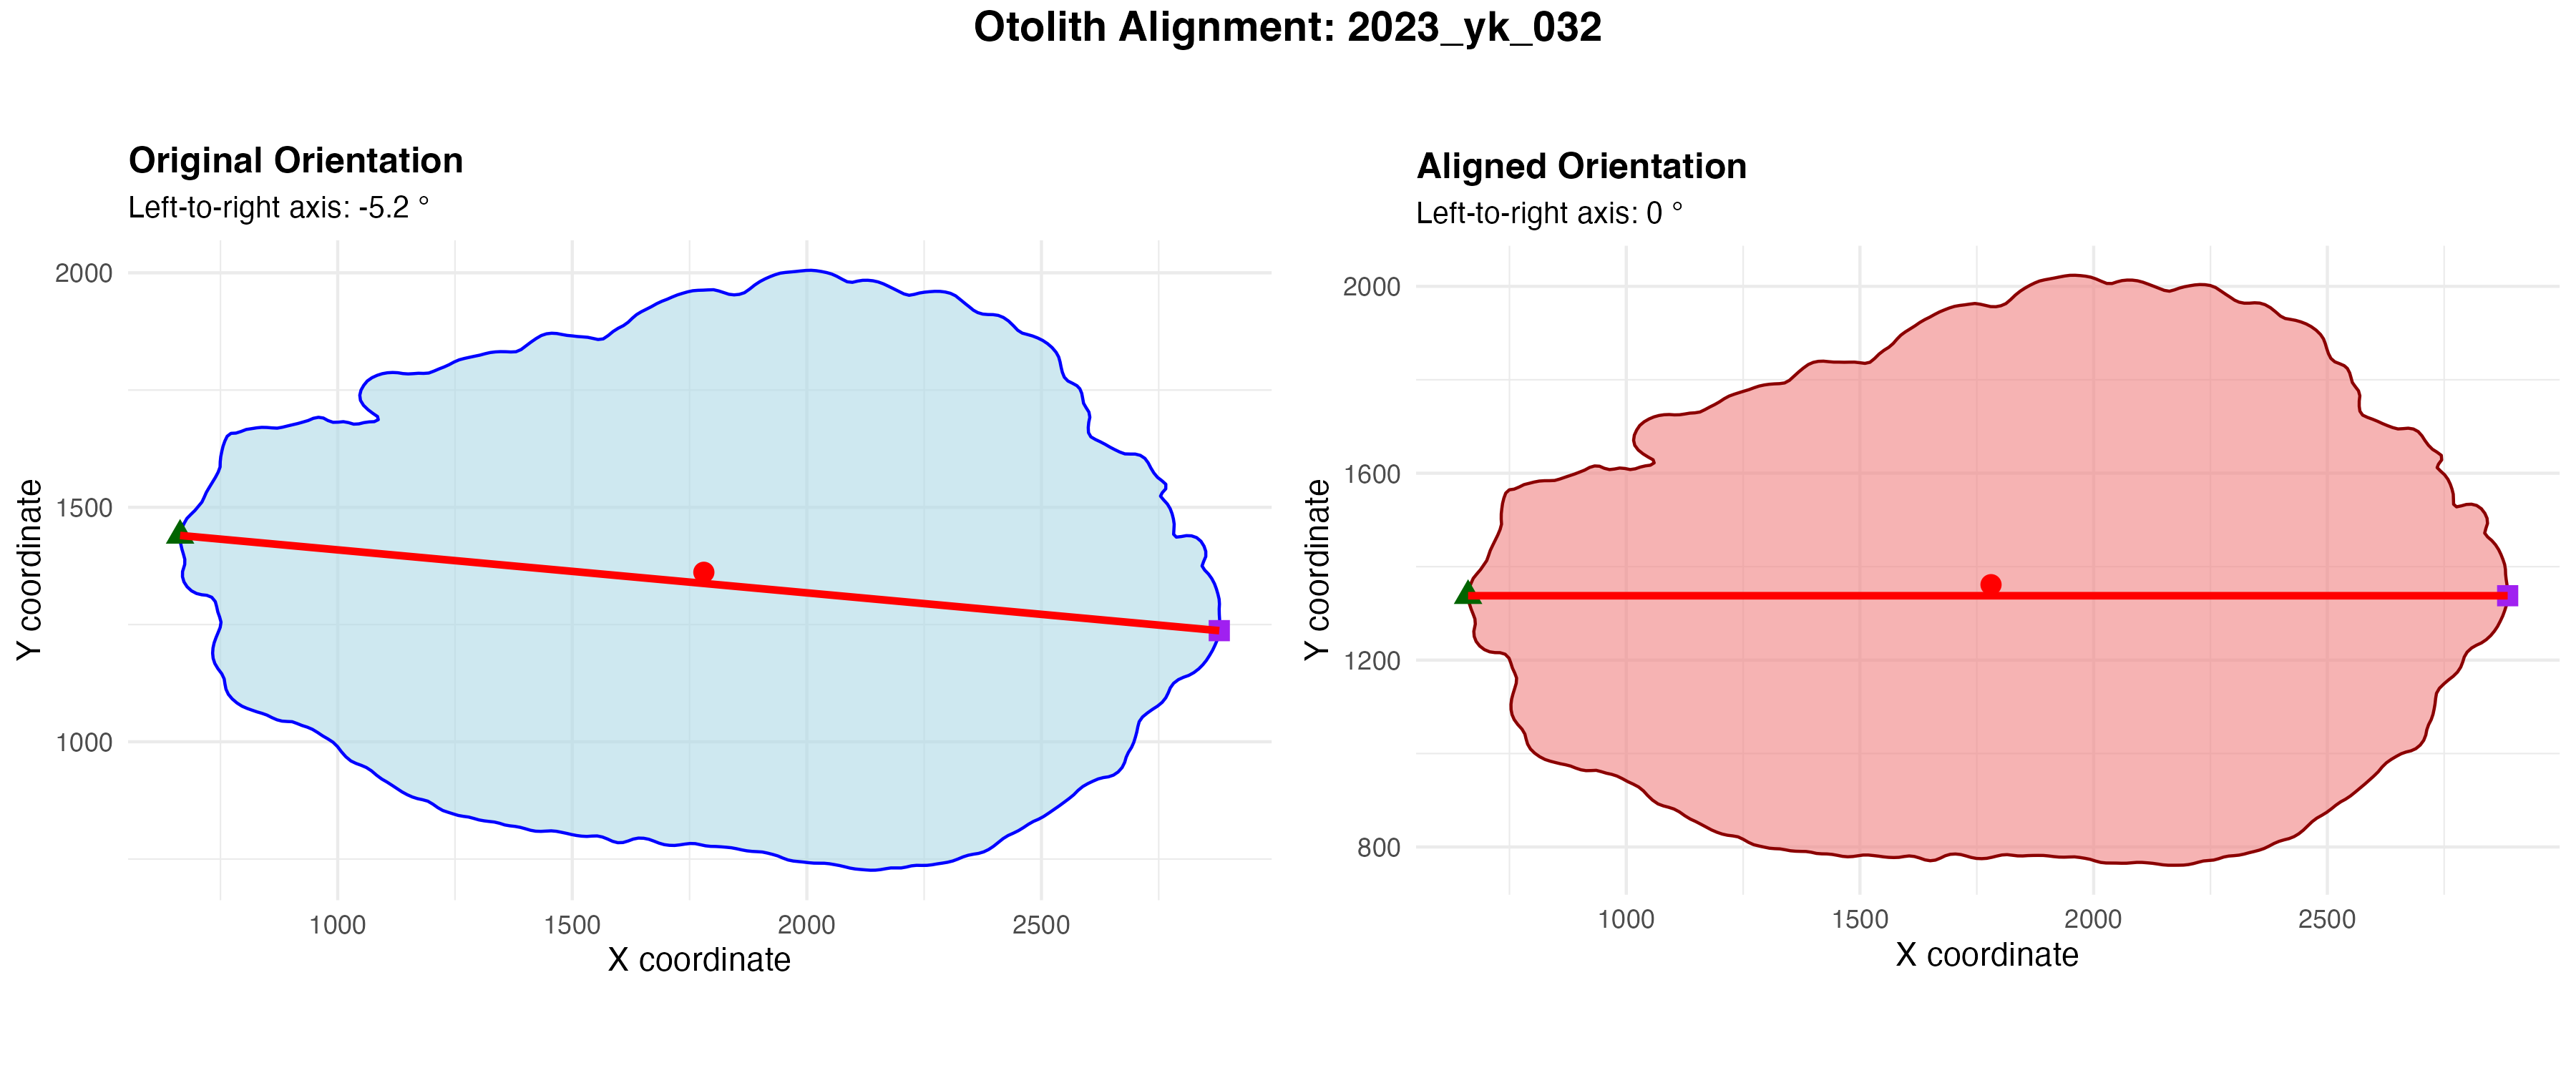 Otolith Alignment: 2023_yk_032
Original Orientation
Left-to-right axis: -5.2 °
2000
1500
1000
Y coordinate
1000 1500 2000 2500
X coordinate
Aligned Orientation
Left-to-right axis: 0 °
2000
1600
1200
800
Y coordinate
1000 1500 2000 2500
X coordinate